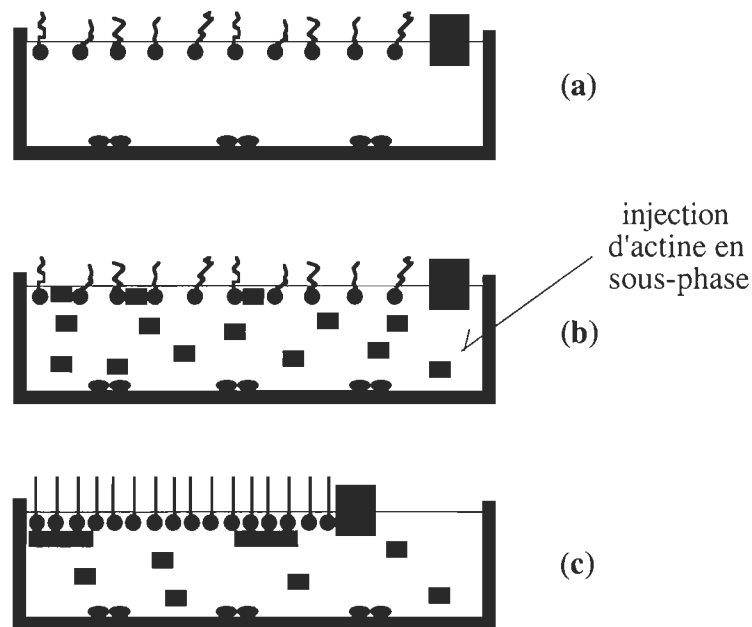 (a)
injection
d'actine en
sous-phase
(b)
(c)